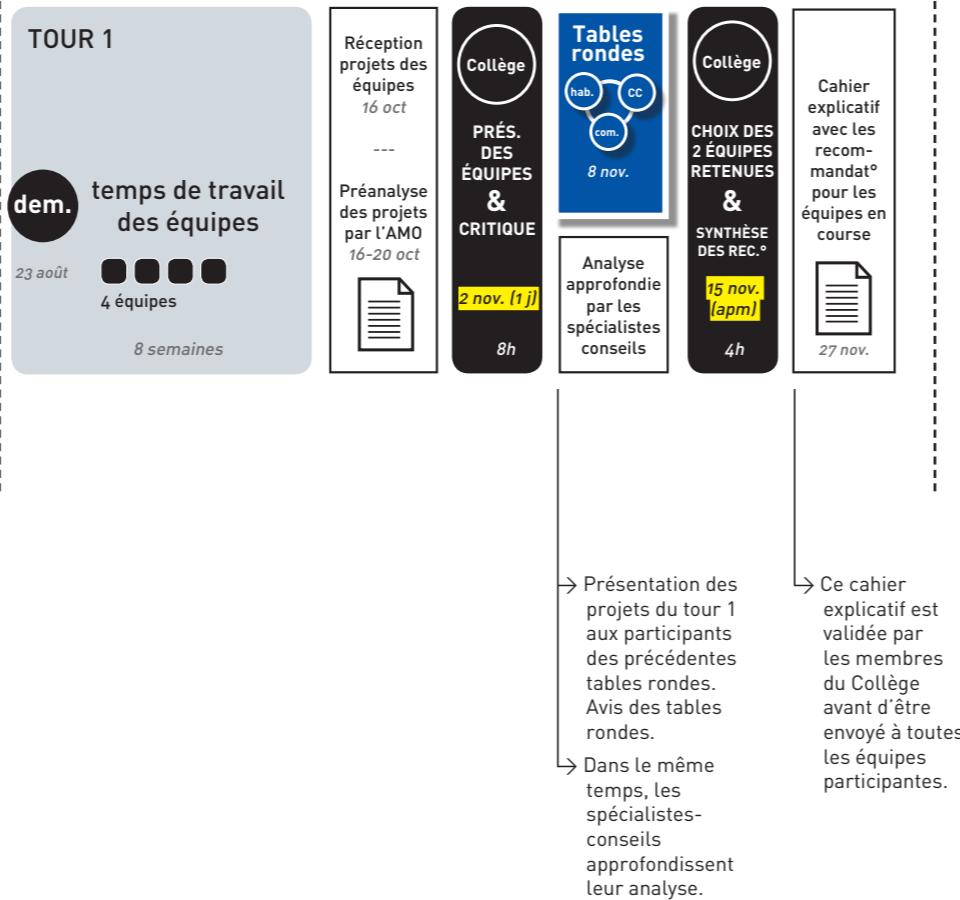 TOUR 1
dem.
23 août
temps de travail
des équipes
4 équipes
8 semaines
Réception
projets des
équipes
16 oct
---
Préanalyse
des projets
par l'AMO
16-20 oct
Collège
PRÉS.
DES
ÉQUIPES
&
CRITIQUE
2 nov. (1 j)
8h
Tables
rondes
hab.
CC
com.
8 nov.
Analyse
approfondie
par les
spécialistes
conseils
Collège
CHOIX DES
2 ÉQUIPES
RETENUES
&
SYNTHÈSE
DES REC.°
15 nov.
(apm)
4h
Cahier
explicatif
avec les
recom-
mandat°
pour les
équipes en
course
27 nov.
Présentation des
projets du tour 1
aux participants
des précédentes
tables rondes.
Avis des tables
rondes.
Dans le même
temps, les
spécialistes-
conseils
approfondissent
leur analyse.
Ce cahier
explicatif est
validée par
les membres
du Collège
avant d'être
envoyé à toutes
les équipes
participantes.